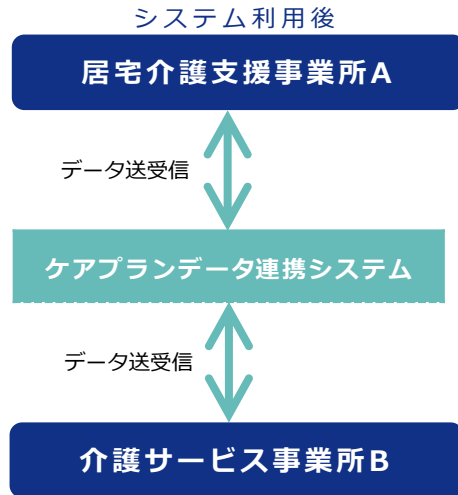 システム利用後
居宅介護支援事業所A
データ送受信
ケアプランデータ連携システム
データ送受信
介護サービス事業所B